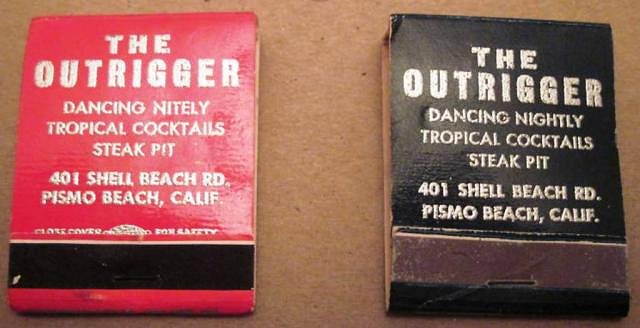 THE
OUTRIGGER
DANCING NITELY
TROPICAL COCKTAILS
STEAK PIT
401 SHELL BEACH RD.
PISMO BEACH, CALIF.
CLOSE COVER FOR SAFETY
THE
OUTRIGGER
DANCING NIGHTLY
TROPICAL COCKTAILS
STEAK PIT
401 SHELL BEACH RD.
PISMO BEACH, CALIF.